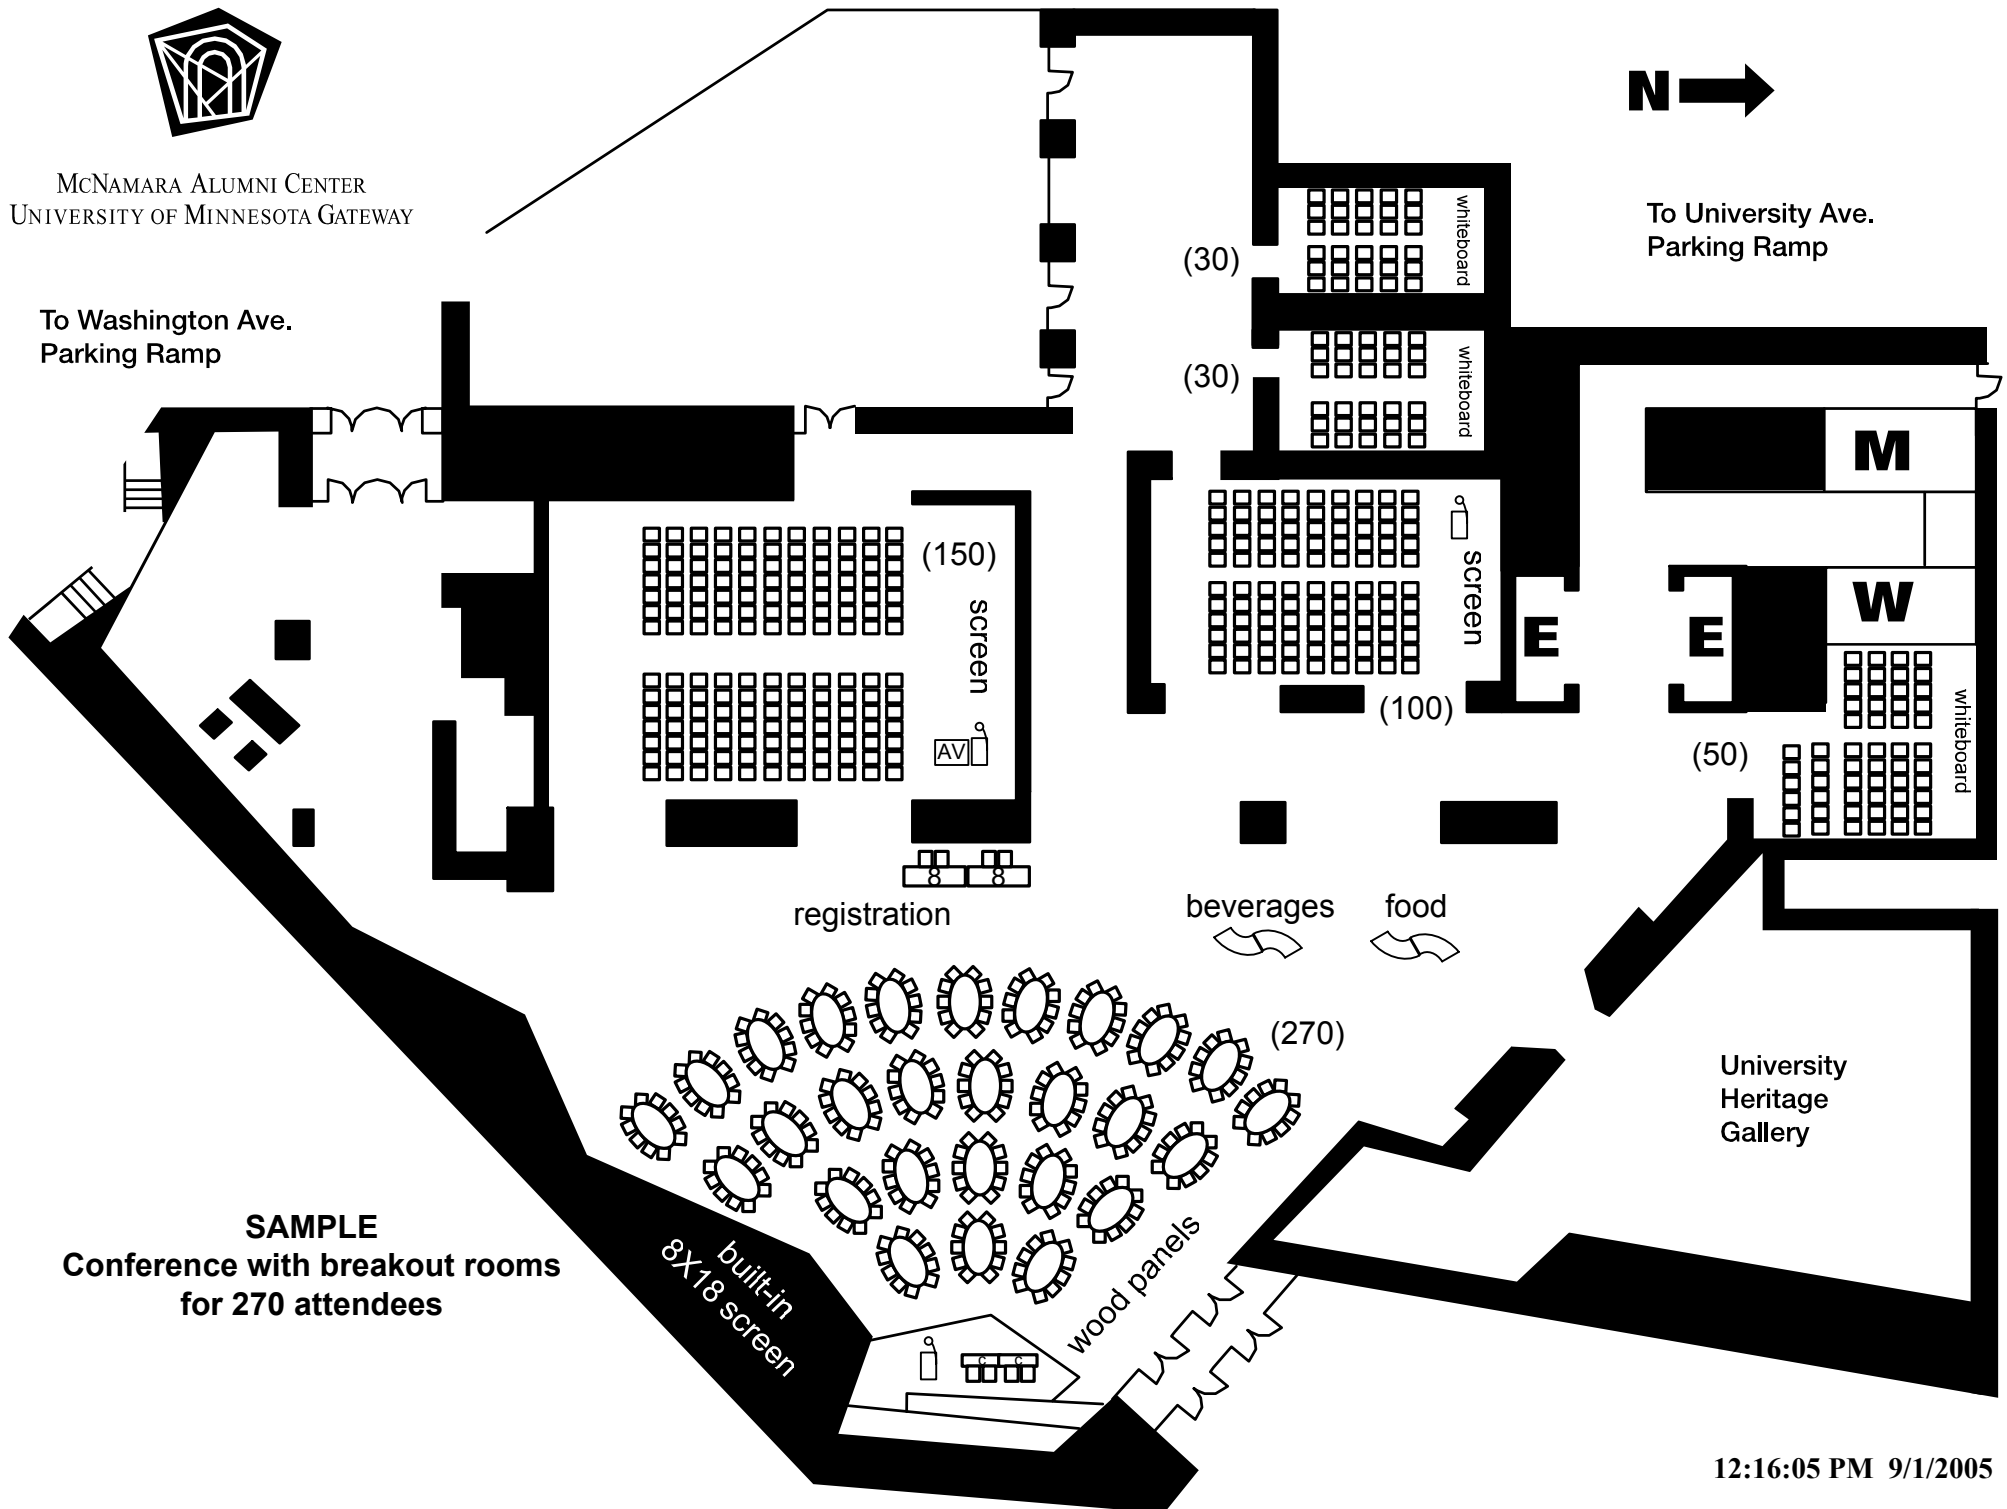 McNamara Alumni Center
University of Minnesota Gateway
N
To University Ave.
Parking Ramp
To Washington Ave.
Parking Ramp
whiteboard
(30)
whiteboard
(30)
M
(150)
screen
screen
W
E
E
(100)
AV
(50)
whiteboard
registration
beverages
food
(270)
University
Heritage
Gallery
SAMPLE
Conference with breakout rooms
for 270 attendees
built-in
8X18 screen
wood panels
C C
12:16:05 PM 9/1/2005